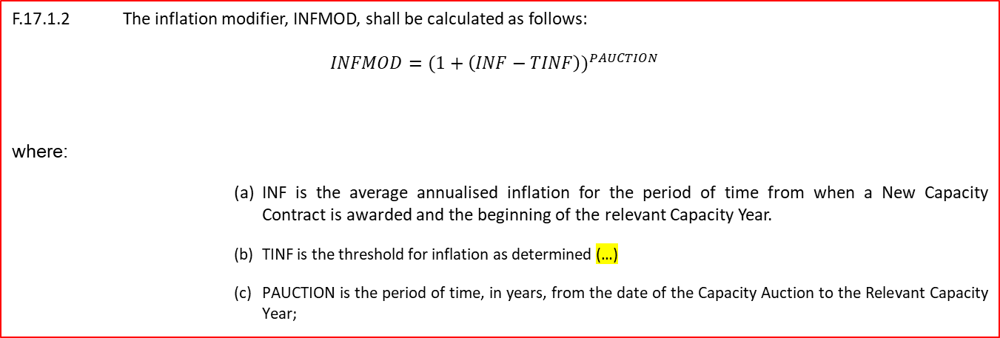 F.17.1.2 The inflation modifier, INFMOD, shall be calculated as follows:
INFMOD = (1 + (INF − TINF))^PAUCTION
where:
(a) INF is the average annualised inflation for the period of time from when a New Capacity
Contract is awarded and the beginning of the relevant Capacity Year.
(b) TINF is the threshold for inflation as determined (...)
(c) PAUCTION is the period of time, in years, from the date of the Capacity Auction to the Relevant Capacity
Year;